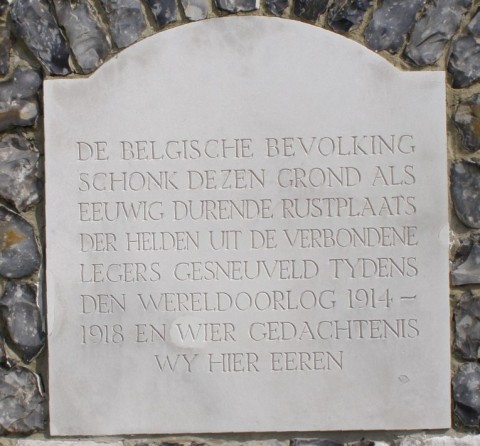 DE BELGISCHE BEVOLKING
SCHONK DEZEN GROND ALS
EEUWIG DURENDE RUSTPLAATS
DER HELDEN UIT DE VERBONDENE
LEGERS GESNEUVELD TYDENS
DEN WERELDOORLOG 1914 –
1918 EN WIER GEDACHTENIS
WY HIER EEREN